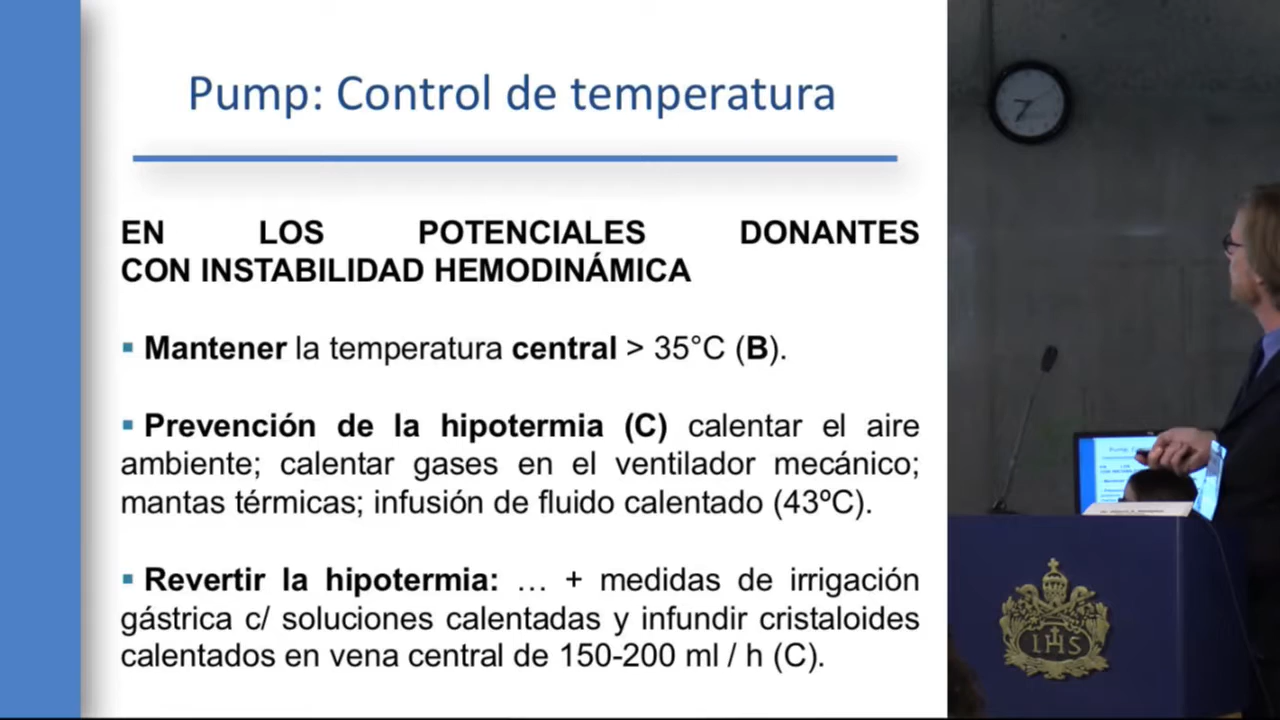 Pump: Control de temperatura
EN LOS POTENCIALES DONANTES
CON INSTABILIDAD HEMODINÁMICA
▪ Mantener la temperatura central > 35°C (B).
▪ Prevención de la hipotermia (C) calentar el aire
ambiente; calentar gases en el ventilador mecánico;
mantas térmicas; infusión de fluido calentado (43ºC).
▪ Revertir la hipotermia: … + medidas de irrigación
gástrica c/ soluciones calentadas y infundir cristaloides
calentados en vena central de 150-200 ml / h (C).
IHS